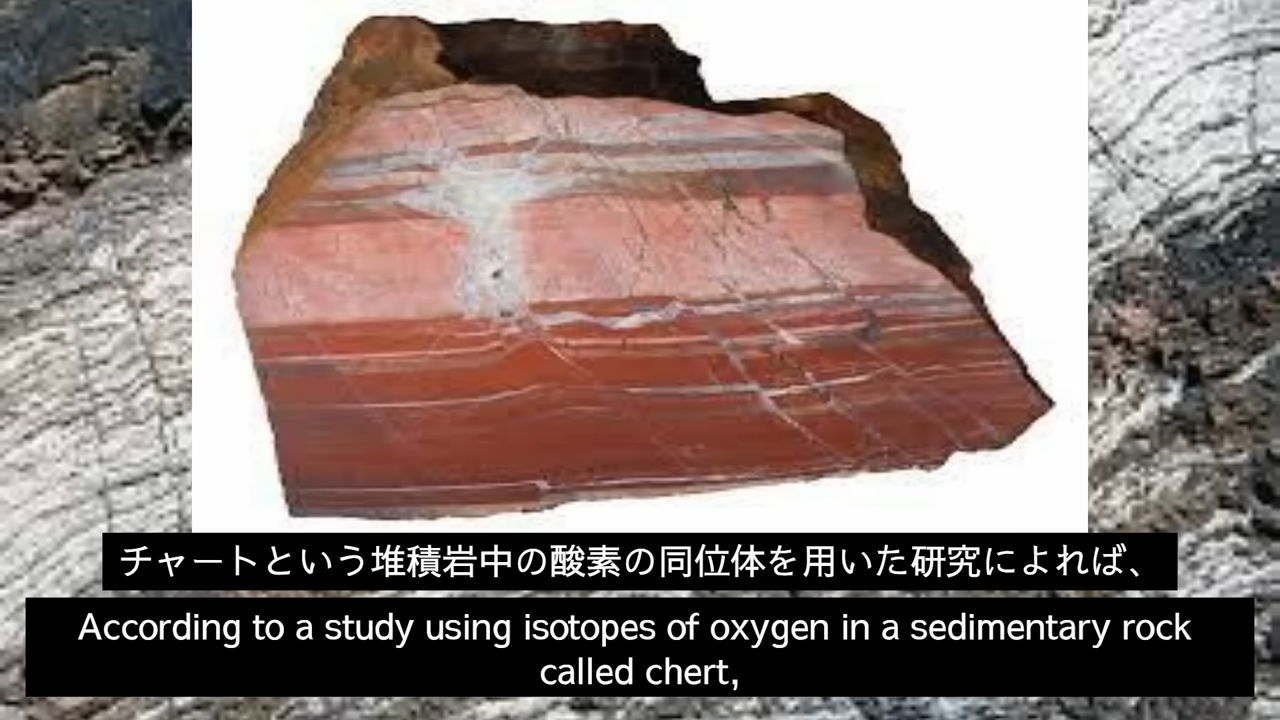 チャートという堆積岩中の酸素の同位体を用いた研究によれば、
According to a study using isotopes of oxygen in a sedimentary rock
called chert,